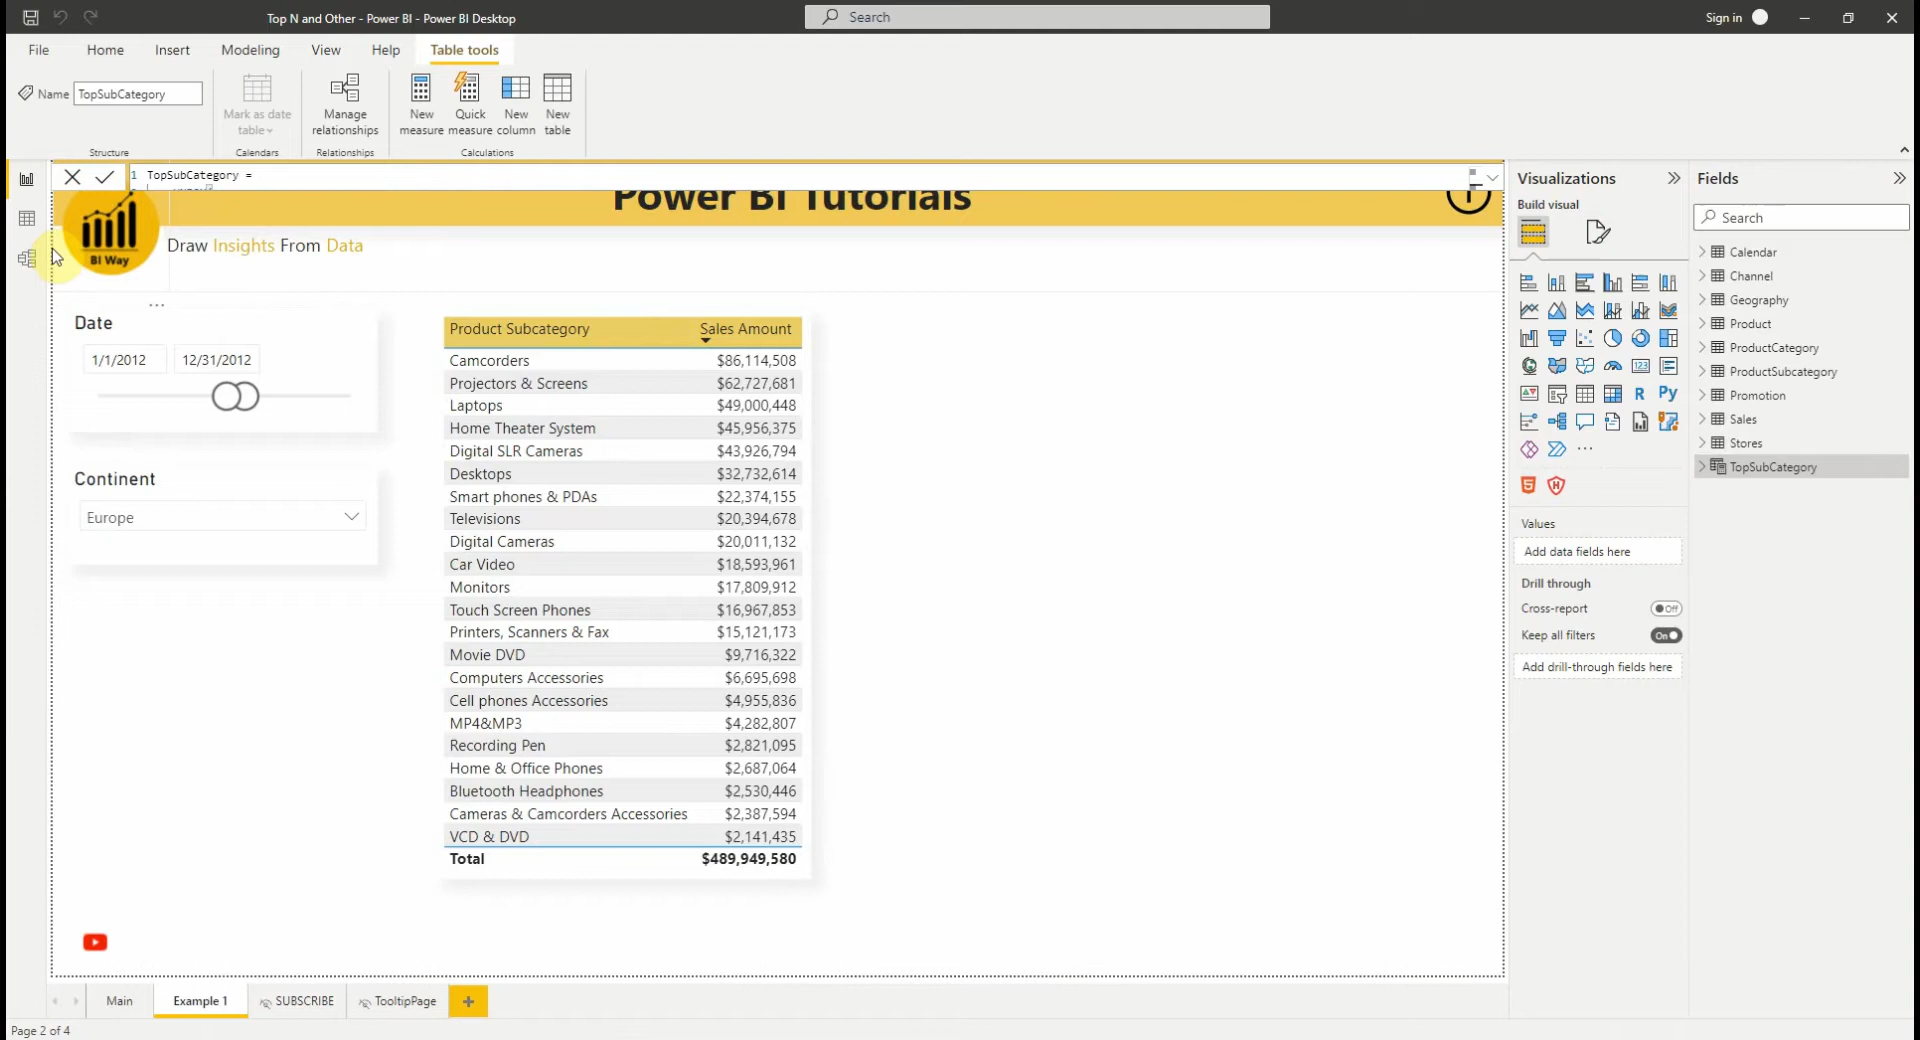 Top N and Other - Power BI - Power BI Desktop
Search
Sign in
File Home Insert Modeling View Help Table tools
Name TopSubCategory
Mark as date table
Manage relationships
New measure
Quick measure
New column
New table
Structure Calendars Relationships Calculations
1 TopSubCategory =
Power BI Tutorials
BI Way
Draw Insights From Data
Date
1/1/2012 12/31/2012
Continent
Europe
Product Subcategory Sales Amount
Camcorders $86,114,508
Projectors & Screens $62,727,681
Laptops $49,000,448
Home Theater System $45,956,375
Digital SLR Cameras $43,926,794
Desktops $32,732,614
Smart phones & PDAs $22,374,155
Televisions $20,394,678
Digital Cameras $20,011,132
Car Video $18,593,961
Monitors $17,809,912
Touch Screen Phones $16,967,853
Printers, Scanners & Fax $15,121,173
Movie DVD $9,716,322
Computers Accessories $6,695,698
Cell phones Accessories $4,955,836
MP4&MP3 $4,282,807
Recording Pen $2,821,095
Home & Office Phones $2,687,064
Bluetooth Headphones $2,530,446
Cameras & Camcorders Accessories $2,387,594
VCD & DVD $2,141,435
Total $489,949,580
Visualizations
Build visual
R Py
123
Values
Add data fields here
Drill through
Cross-report Off
Keep all filters On
Add drill-through fields here
Fields
Search
Calendar
Channel
Geography
Product
ProductCategory
ProductSubcategory
Promotion
Sales
Stores
TopSubCategory
Main Example 1 SUBSCRIBE TooltipPage +
Page 2 of 4